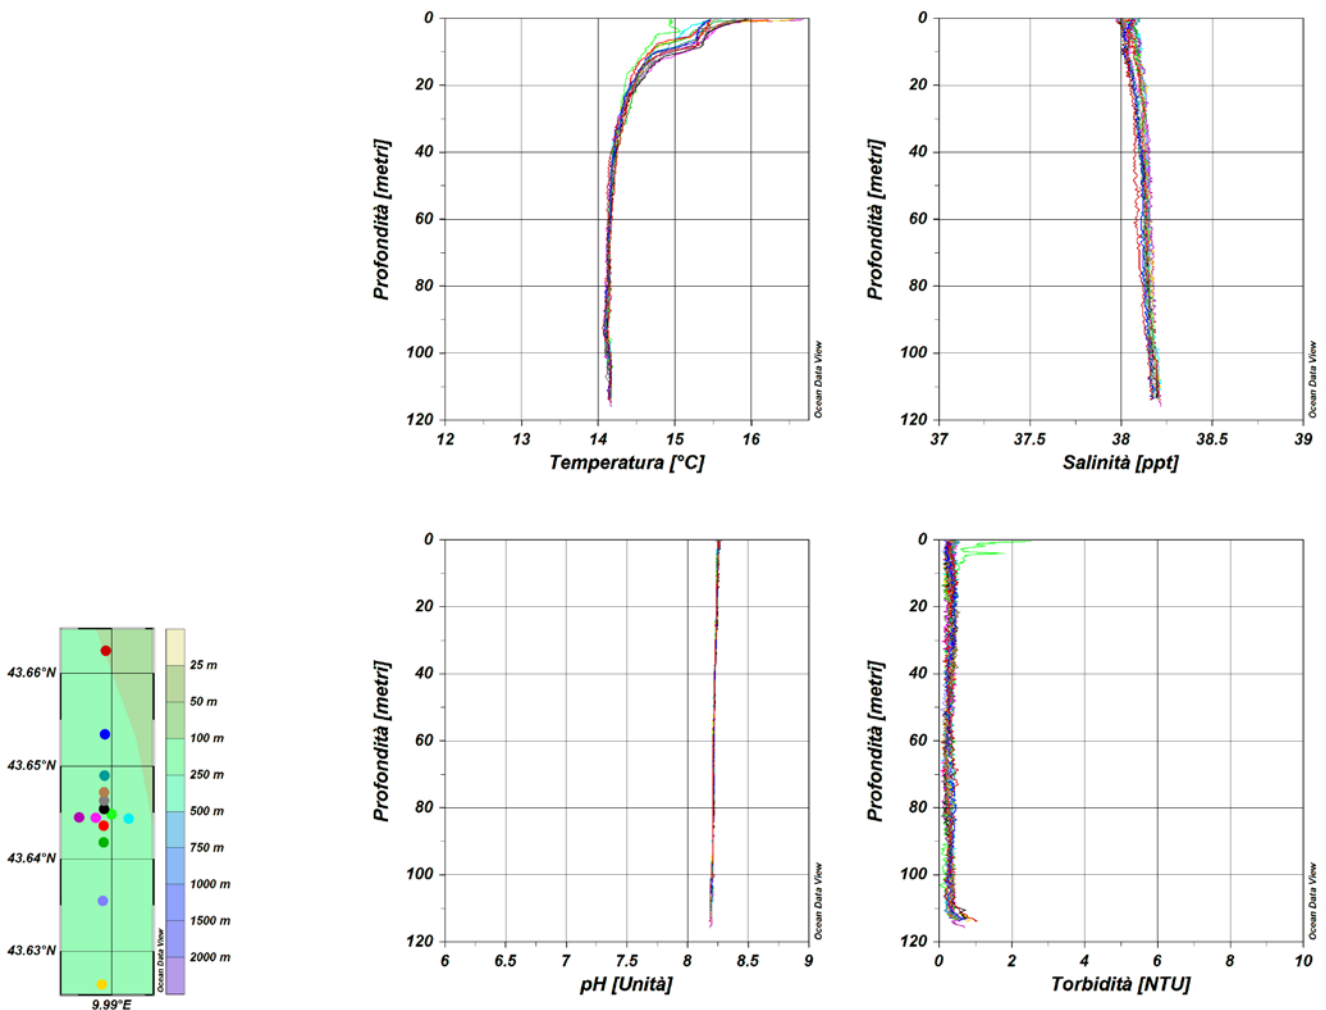 0
20
40
60
80
100
120
Profondità [metri]
12
13
14
15
16
Temperatura [°C]
Ocean Data View
0
20
40
60
80
100
120
Profondità [metri]
37
37.5
38
38.5
39
Salinità [ppt]
Ocean Data View
43.66°N
43.65°N
43.64°N
43.63°N
9.99°E
Ocean Data View
25 m
50 m
100 m
250 m
500 m
750 m
1000 m
1500 m
2000 m
0
20
40
60
80
100
120
Profondità [metri]
6
6.5
7
7.5
8
8.5
9
pH [Unità]
Ocean Data View
0
20
40
60
80
100
120
Profondità [metri]
0
2
4
6
8
10
Torbidità [NTU]
Ocean Data View